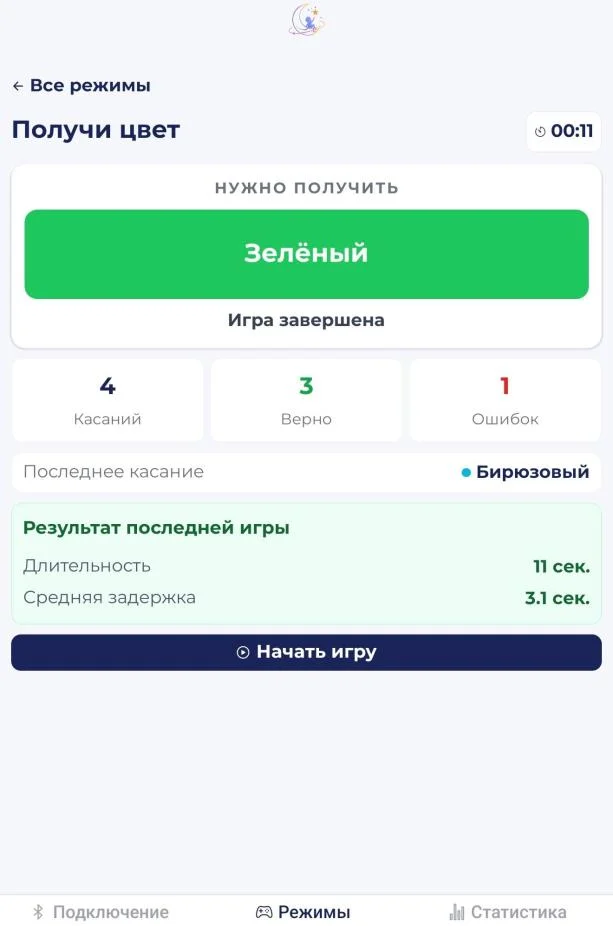 ← Все режимы
Получи цвет
00:11
НУЖНО ПОЛУЧИТЬ
Зелёный
Игра завершена
4 3 1
Касаний Верно Ошибок
Последнее касание Бирюзовый
Результат последней игры
Длительность 11 сек.
Средняя задержка 3.1 сек.
Начать игру
Подключение Режимы Статистика